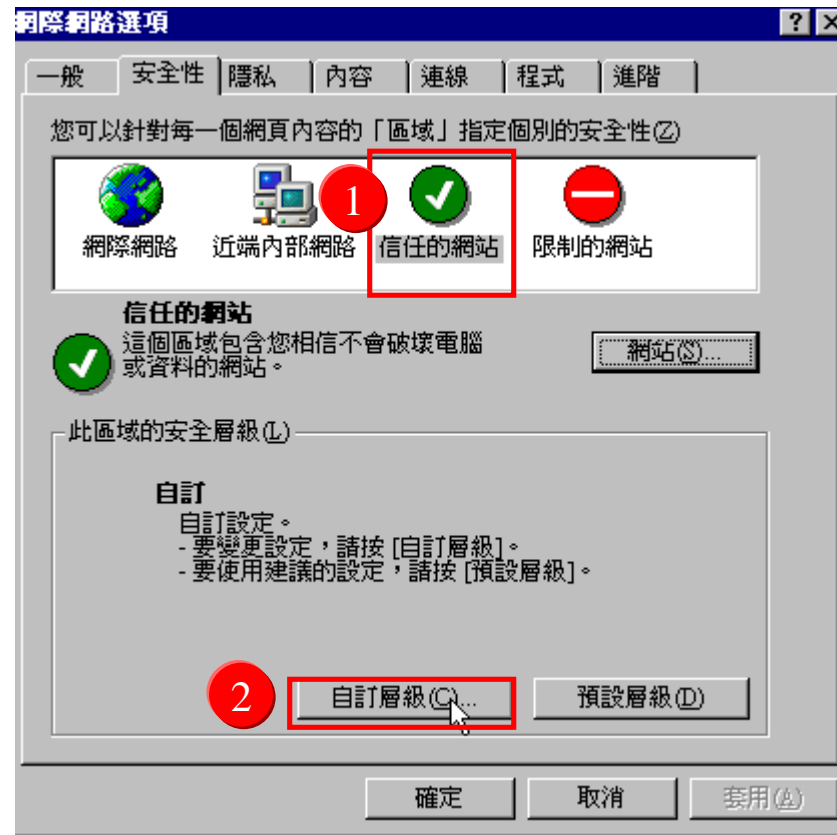 網際網路選項
一般 安全性 隱私 內容 連線 程式 進階
您可以針對每一個網頁內容的「區域」指定個別的安全性(Z)
1
網際網路 近端內部網路 信任的網站 限制的網站
信任的網站
這個區域包含您相信不會破壞電腦
或資料的網站。
網站(S)...
此區域的安全層級(L)
自訂
自訂設定。
- 要變更設定，請按 [自訂層級]。
- 要使用建議的設定，請按 [預設層級]。
2
自訂層級(C)... 預設層級(D)
確定 取消 套用(A)